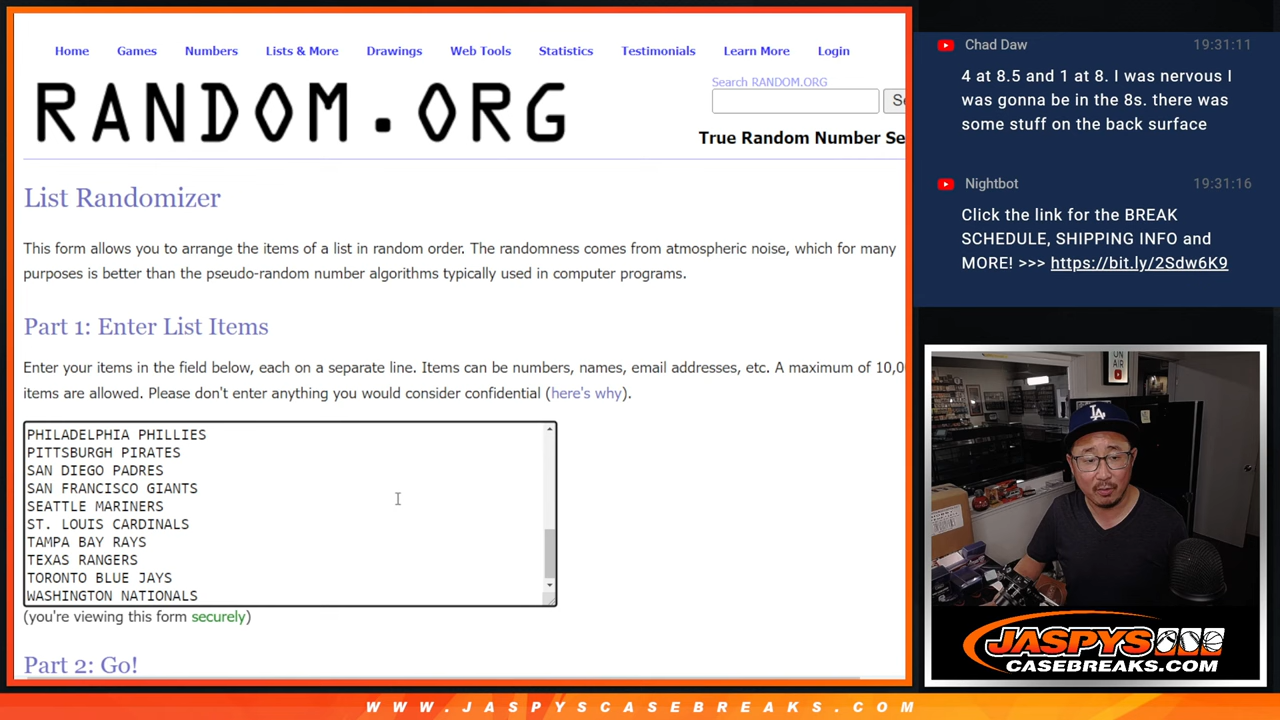 Home Games Numbers Lists & More Drawings Web Tools Statistics Testimonials Learn More Login
RANDOM.ORG
Search RANDOM.ORG
True Random Number Se
List Randomizer
This form allows you to arrange the items of a list in random order. The randomness comes from atmospheric noise, which for many
purposes is better than the pseudo-random number algorithms typically used in computer programs.
Part 1: Enter List Items
Enter your items in the field below, each on a separate line. Items can be numbers, names, email addresses, etc. A maximum of 10,0
items are allowed. Please don't enter anything you would consider confidential (here's why).
PHILADELPHIA PHILLIES
PITTSBURGH PIRATES
SAN DIEGO PADRES
SAN FRANCISCO GIANTS
SEATTLE MARINERS
ST. LOUIS CARDINALS
TAMPA BAY RAYS
TEXAS RANGERS
TORONTO BLUE JAYS
WASHINGTON NATIONALS
(you're viewing this form securely)
Part 2: Go!
Chad Daw 19:31:11
4 at 8.5 and 1 at 8. I was nervous I
was gonna be in the 8s. there was
some stuff on the back surface
Nightbot 19:31:16
Click the link for the BREAK
SCHEDULE, SHIPPING INFO and
MORE! >>> https://bit.ly/2Sdw6K9
ON
AIR
LA
JASPYS
CASEBREAKS.COM
WWW.JASPYSCASEBREAKS.COM